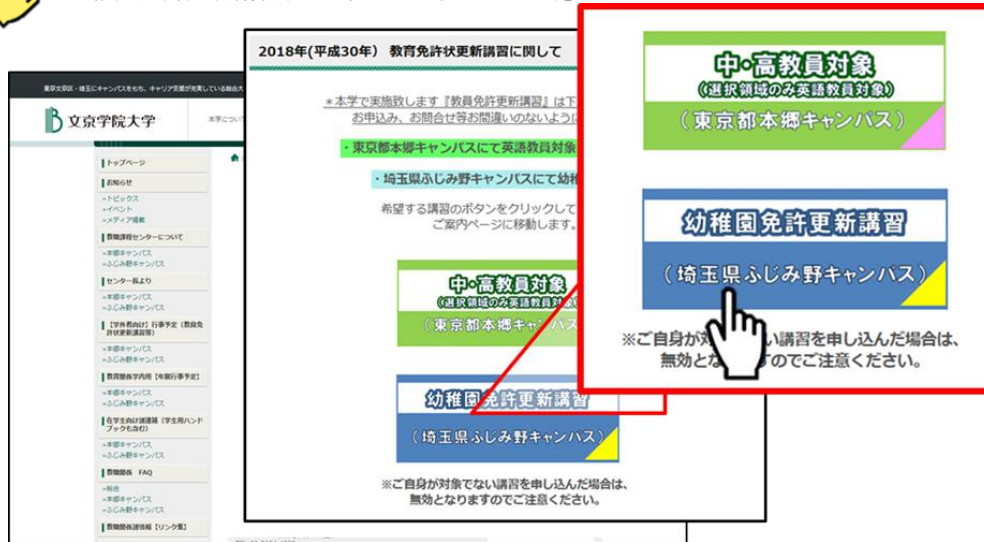 東京文京区・埼玉にキャンパスをもち、キャリア支援が充実している総合大
文京学院大学
本学につい
トップページ
お知らせ
»トピックス
»イベント
»メディア掲載
教職課程センターについて
»本郷キャンパス
»ふじみ野キャンパス
センター長より
»本郷キャンパス
»ふじみ野キャンパス
【学外者向け】行事予定（教員免
許状更新講習等）
»本郷キャンパス
»ふじみ野キャンパス
教育関係学内用【年間行事予定】
»本郷キャンパス
»ふじみ野キャンパス
在学生向け諸連絡（学生用ハンド
ブックも含む）
»本郷キャンパス
»ふじみ野キャンパス
教職関係 FAQ
»総合
»本郷キャンパス
»ふじみ野キャンパス
教職関係諸情報【リンク集】
2018年(平成30年） 教育免許状更新講習に関して
＊本学で実施致します『教員免許更新講習』は下
お申込み、お問合せ等お間違いのないように
・東京都本郷キャンパスにて英語教員対象
・埼玉県ふじみ野キャンパスにて幼稚
希望する講習のボタンをクリックして
ご案内ページに移動します。
中・高教員対象
(選択領域のみ英語教員対象)
（東京都本郷キャンパス
幼稚園免許更新講習
（埼玉県ふじみ野キャンパス）
※ご自身が対象でない講習を申し込んだ場合は、
無効となりますのでご注意ください。
中・高教員対象
(選択領域のみ英語教員対象)
（東京都本郷キャンパス）
幼稚園免許更新講習
（埼玉県ふじみ野キャンパス）
※ご自身が対 い講習を申し込んだ場合は、
無効とな すのでご注意ください。